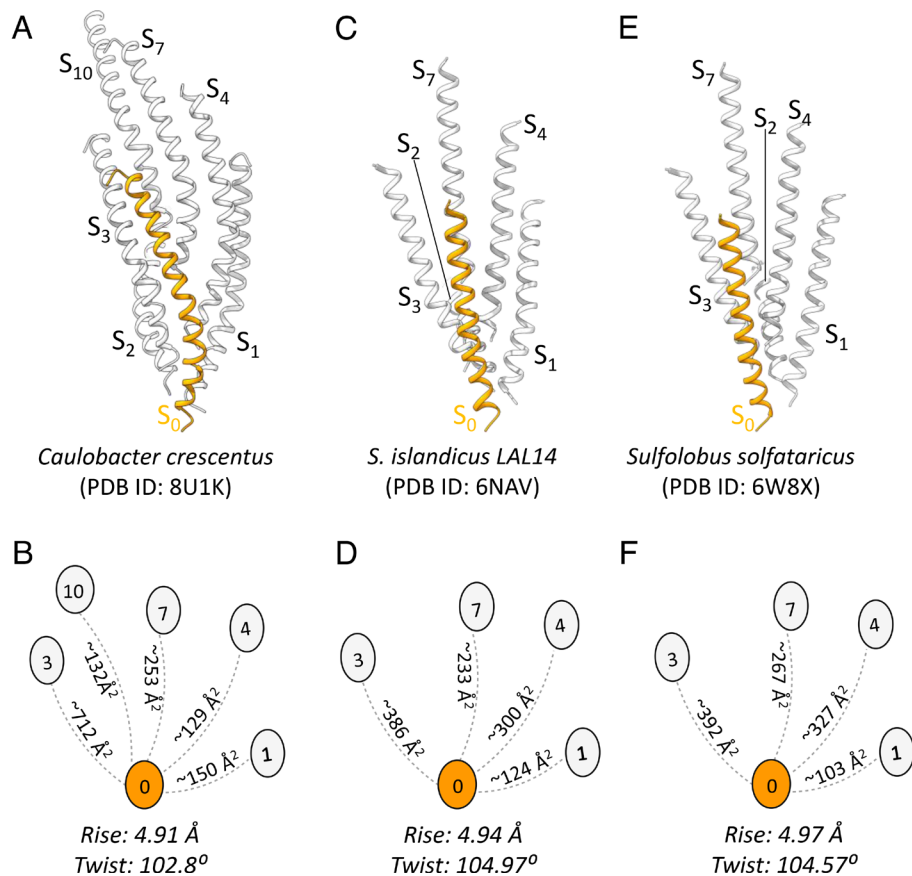 A
S₇
S₁₀
S₄
S₃
S₂
S₁
S₀
Caulobacter crescentus
(PDB ID: 8U1K)
C
S₇
S₂
S₄
S₃
S₁
S₀
S. islandicus LAL14
(PDB ID: 6NAV)
E
S₇
S₂
S₄
S₃
S₁
S₀
Sulfolobus solfataricus
(PDB ID: 6W8X)
B
10
7
4
3
1
0
~712 Å²
~132Å²
~253 Å²
~129 Å²
~150 Å²
Rise: 4.91 Å
Twist: 102.8⁰
D
7
4
3
1
0
~386 Å²
~233 Å²
~300 Å²
~124 Å²
Rise: 4.94 Å
Twist: 104.97⁰
F
7
4
3
1
0
~392 Å²
~267 Å²
~327 Å²
~103 Å²
Rise: 4.97 Å
Twist: 104.57⁰